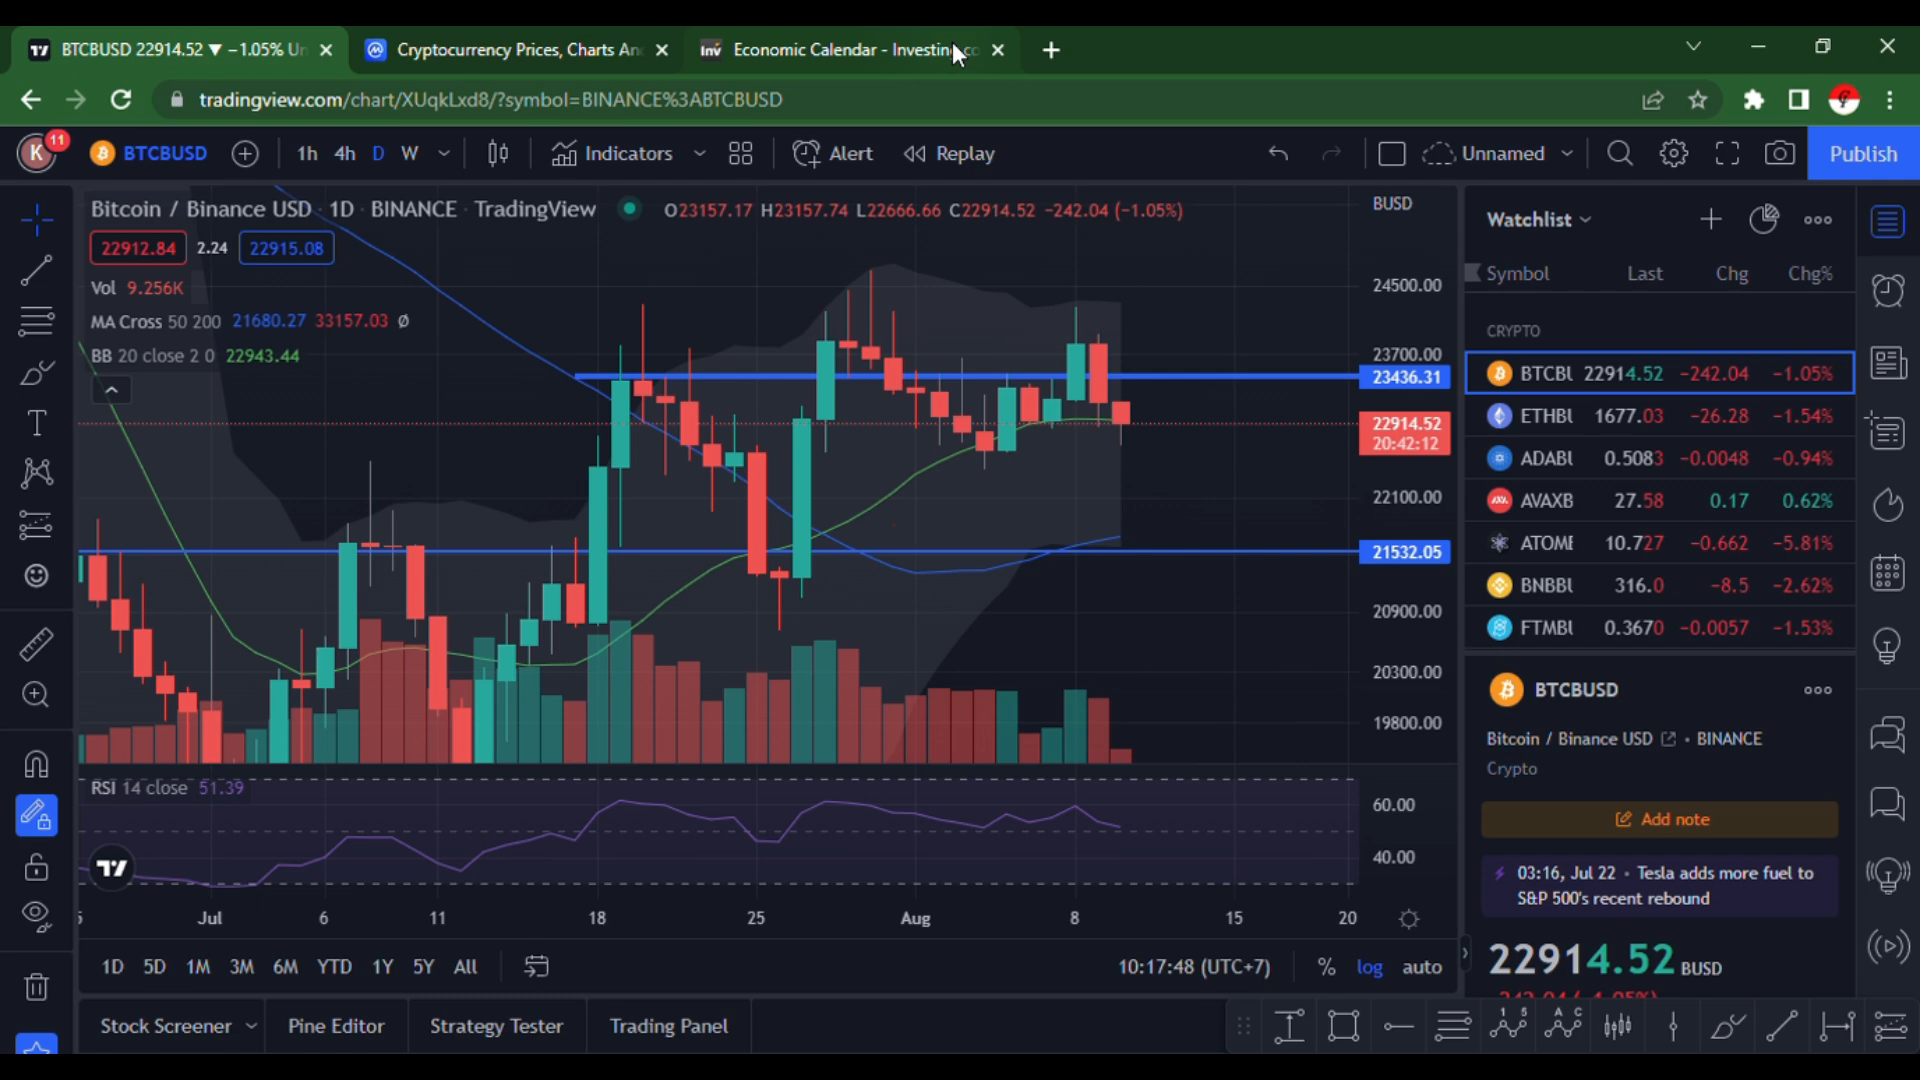 BTCBUSD 22914.52 ▼ −1.05% Un
Cryptocurrency Prices, Charts An
Inv Economic Calendar - Investing.co
tradingview.com/chart/XUqkLxd8/?symbol=BINANCE%3ABTCBUSD
K 11 BTCBUSD 1h 4h D W Indicators Alert Replay Unnamed Publish
Bitcoin / Binance USD · 1D · BINANCE · TradingView O23157.17 H23157.74 L22666.66 C22914.52 −242.04 (−1.05%)
22912.84 2.24 22915.08
Vol 9.256K
MA Cross 50 200 21680.27 33157.03 Ø
BB 20 close 2 0 22943.44
BUSD
24500.00
23700.00
23436.31
22914.52
20:42:12
22100.00
21532.05
20900.00
20300.00
19800.00
RSI 14 close 51.39
60.00
40.00
Jul 6 11 18 25 Aug 8 15 20
1D 5D 1M 3M 6M YTD 1Y 5Y All 10:17:48 (UTC+7) % log auto
Stock Screener Pine Editor Strategy Tester Trading Panel
Watchlist
Symbol Last Chg Chg%
CRYPTO
BTCBU 22914.52 −242.04 −1.05%
ETHBU 1677.03 −26.28 −1.54%
ADABU 0.5083 −0.0048 −0.94%
AVAXB 27.58 0.17 0.62%
ATOMB 10.727 −0.662 −5.81%
BNBBU 316.0 −8.5 −2.62%
FTMBU 0.3670 −0.0057 −1.53%
BTCBUSD
Bitcoin / Binance USD · BINANCE
Crypto
Add note
03:16, Jul 22 · Tesla adds more fuel to
S&P 500's recent rebound
22914.52 BUSD
−242.04 (−1.05%)